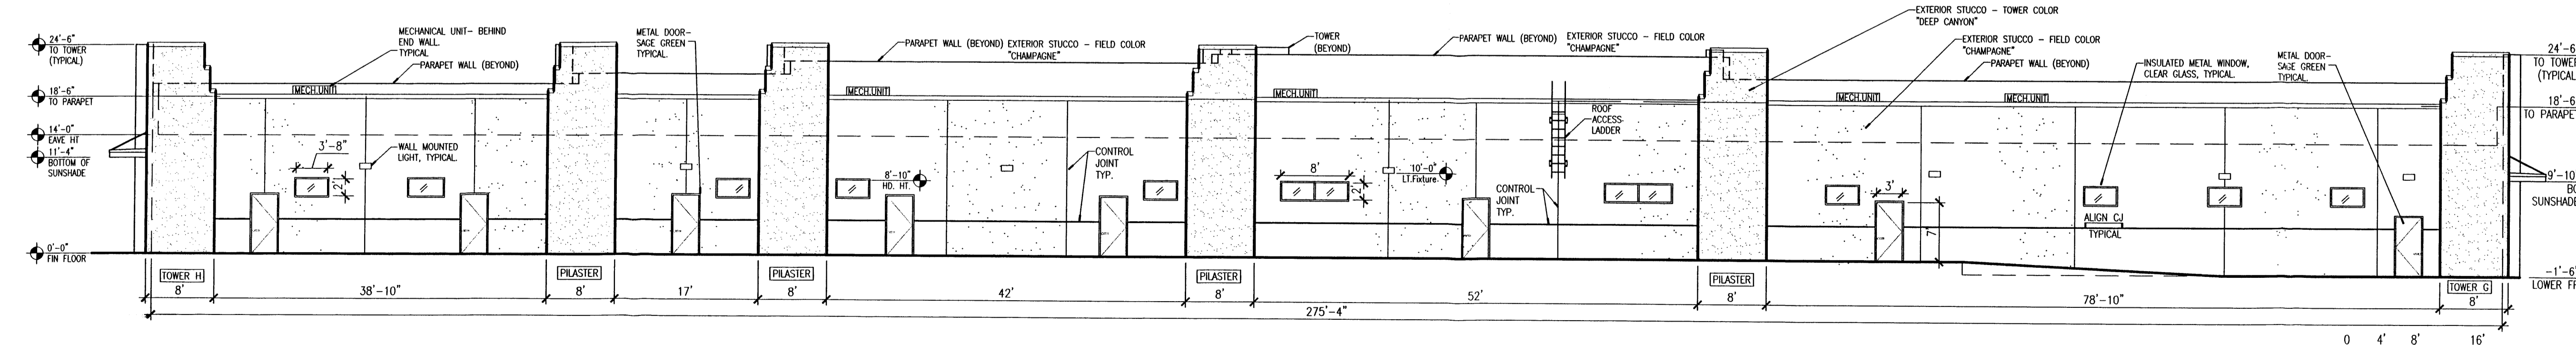 24'-6"
TO TOWER
(TYPICAL)
18'-6"
TO PARAPET
14'-0"
EAVE HT
11'-4"
BOTTOM OF
SUNSHADE
0'-0"
FIN FLOOR
MECHANICAL UNIT- BEHIND
END WALL.
TYPICAL
PARAPET WALL (BEYOND)
MECH.UNIT
3'-8"
2'
WALL MOUNTED
LIGHT, TYPICAL.
METAL DOOR-
SAGE GREEN
TYPICAL.
PARAPET WALL (BEYOND) EXTERIOR STUCCO - FIELD COLOR
"CHAMPAGNE"
MECH.UNIT
8'-10"
HD. HT.
CONTROL
JOINT
TYP.
TOWER
(BEYOND)
PARAPET WALL (BEYOND) EXTERIOR STUCCO - FIELD COLOR
"CHAMPAGNE"
MECH.UNIT
8'
2'
10'-0"
LT.Fixture
ROOF
ACCESS
LADDER
CONTROL
JOINT
TYP.
EXTERIOR STUCCO - TOWER COLOR
"DEEP CANYON"
EXTERIOR STUCCO - FIELD COLOR
"CHAMPAGNE"
PARAPET WALL (BEYOND)
MECH.UNIT
MECH.UNIT
3'
7'
INSULATED METAL WINDOW,
CLEAR GLASS, TYPICAL.
METAL DOOR-
SAGE GREEN
TYPICAL.
ALIGN CJ
TYPICAL
24'-6
TO TOWER
(TYPICAL
18'-6
TO PARAPET
9'-10
BO
SUNSHADE
-1'-6"
LOWER FF
TOWER H
PILASTER
PILASTER
PILASTER
PILASTER
TOWER G
8'
38'-10"
8'
17'
8'
42'
8'
52'
8'
78'-10"
8'
275'-4"
0 4' 8' 16'